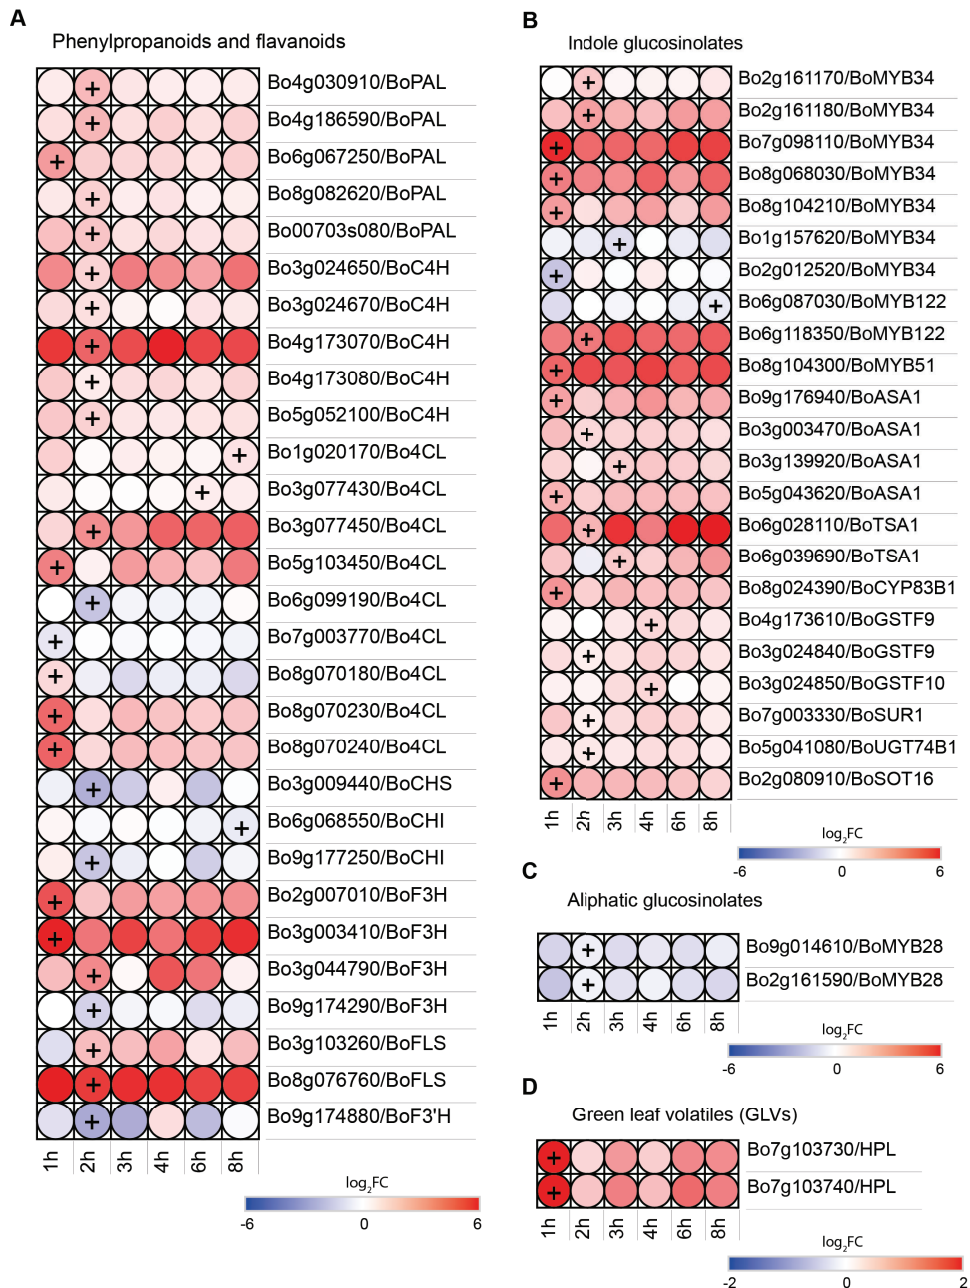 A
Phenylpropanoids and flavanoids
Bo4g030910/BoPAL
Bo4g186590/BoPAL
Bo6g067250/BoPAL
Bo8g082620/BoPAL
Bo00703s080/BoPAL
Bo3g024650/BoC4H
Bo3g024670/BoC4H
Bo4g173070/BoC4H
Bo4g173080/BoC4H
Bo5g052100/BoC4H
Bo1g020170/Bo4CL
Bo3g077430/Bo4CL
Bo3g077450/Bo4CL
Bo5g103450/Bo4CL
Bo6g099190/Bo4CL
Bo7g003770/Bo4CL
Bo8g070180/Bo4CL
Bo8g070230/Bo4CL
Bo8g070240/Bo4CL
Bo3g009440/BoCHS
Bo6g068550/BoCHI
Bo9g177250/BoCHI
Bo2g007010/BoF3H
Bo3g003410/BoF3H
Bo3g044790/BoF3H
Bo9g174290/BoF3H
Bo3g103260/BoFLS
Bo8g076760/BoFLS
Bo9g174880/BoF3'H
1h 2h 3h 4h 6h 8h
log2FC
-6 0 6
B
Indole glucosinolates
Bo2g161170/BoMYB34
Bo2g161180/BoMYB34
Bo7g098110/BoMYB34
Bo8g068030/BoMYB34
Bo8g104210/BoMYB34
Bo1g157620/BoMYB34
Bo2g012520/BoMYB34
Bo6g087030/BoMYB122
Bo6g118350/BoMYB122
Bo8g104300/BoMYB51
Bo9g176940/BoASA1
Bo3g003470/BoASA1
Bo3g139920/BoASA1
Bo5g043620/BoASA1
Bo6g028110/BoTSA1
Bo6g039690/BoTSA1
Bo8g024390/BoCYP83B1
Bo4g173610/BoGSTF9
Bo3g024840/BoGSTF9
Bo3g024850/BoGSTF10
Bo7g003330/BoSUR1
Bo5g041080/BoUGT74B1
Bo2g080910/BoSOT16
1h 2h 3h 4h 6h 8h
log2FC
-6 0 6
C
Aliphatic glucosinolates
Bo9g014610/BoMYB28
Bo2g161590/BoMYB28
1h 2h 3h 4h 6h 8h
log2FC
-6 0 6
D
Green leaf volatiles (GLVs)
Bo7g103730/HPL
Bo7g103740/HPL
1h 2h 3h 4h 6h 8h
log2FC
-2 0 2